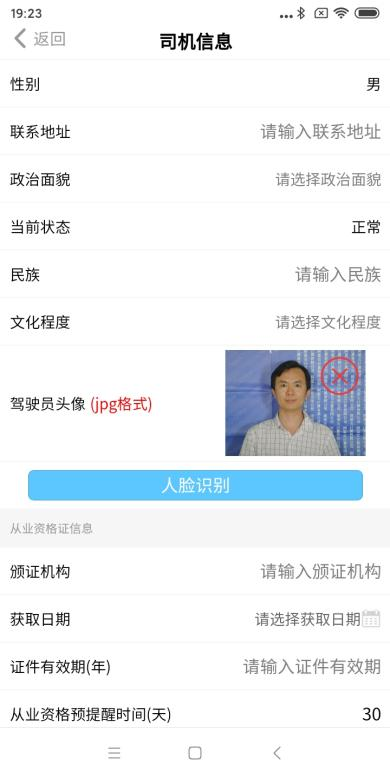 19:23
返回
司机信息
性别 男
联系地址 请输入联系地址
政治面貌 请选择政治面貌
当前状态 正常
民族 请输入民族
文化程度 请选择文化程度
驾驶员头像 (jpg格式)
人脸识别
从业资格证信息
颁证机构 请输入颁证机构
获取日期 请选择获取日期
证件有效期(年) 请输入证件有效期
从业资格预提醒时间(天) 30